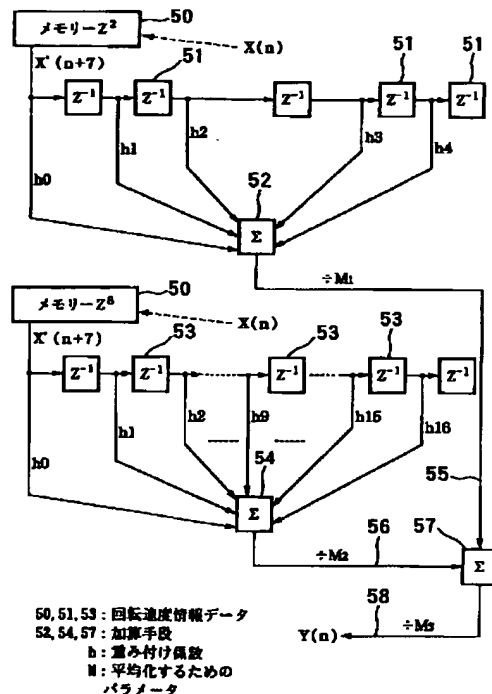 50
メモリーZ²
X(n)
X'(n+7)
51
51
51
Z⁻¹
Z⁻¹
Z⁻¹
Z⁻¹
Z⁻¹
h0
h1
h2
h3
h4
52
Σ
÷M₁
50
メモリーZ⁸
X(n)
X'(n+7)
53
53
53
Z⁻¹
Z⁻¹
Z⁻¹
Z⁻¹
Z⁻¹
h0
h1
h2
h9
h15
h16
54
Σ
55
56
57
÷M₂
Σ
58
Y(n)
÷M₃
50,51,53：回転速度情報データ
52,54,57：加算手段
h：重み付け係数
M：平均化するための
パラメータ